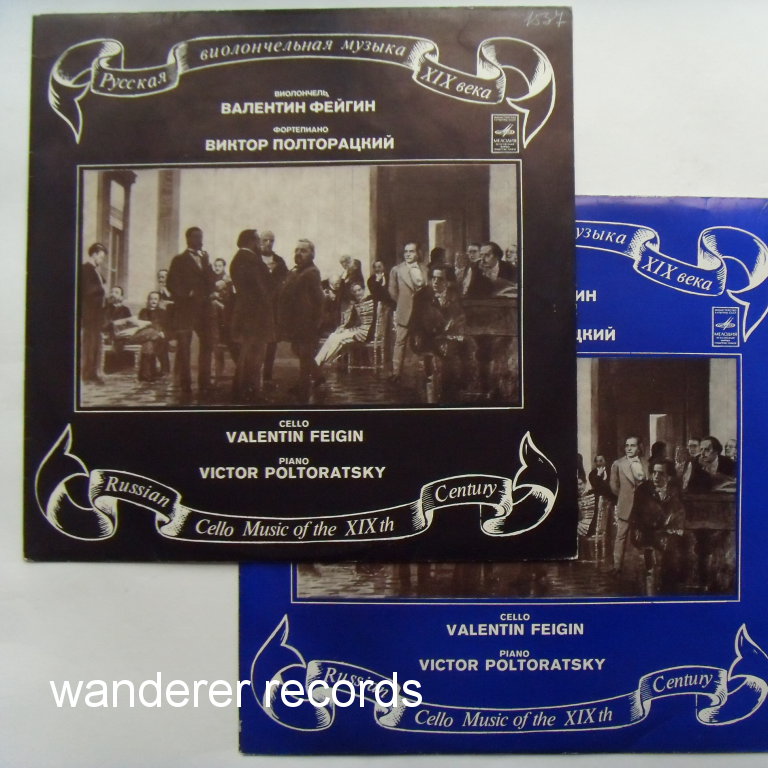 1537
Русская виолончельная музыка XIX века
ВИОЛОНЧЕЛЬ
ВАЛЕНТИН ФЕЙГИН
ФОРТЕПИАНО
ВИКТОР ПОЛТОРАЦКИЙ
МЕЛОДИЯ
CELLO
VALENTIN FEIGIN
PIANO
VICTOR POLTORATSKY
Russian Cello Music of the XIXth Century
узыка XIX века
ИН
ЦКИЙ
МЕЛОДИЯ
CELLO
VALENTIN FEIGIN
PIANO
VICTOR POLTORATSKY
Russian Cello Music of the XIXth Century
wanderer records